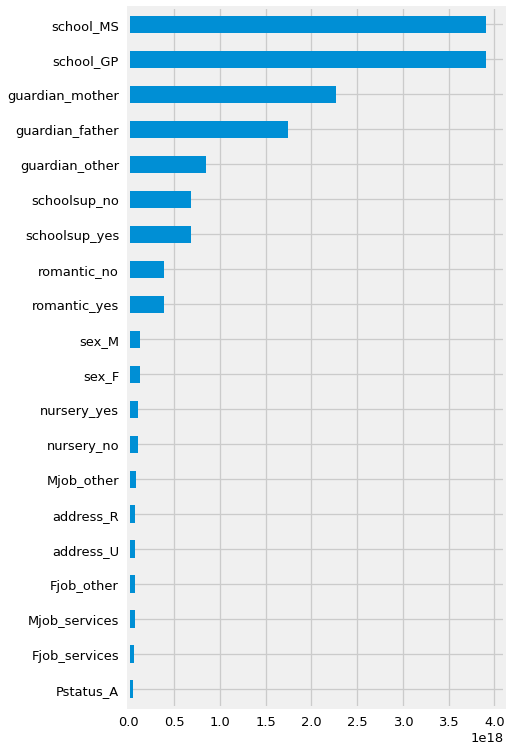 school_MS
school_GP
guardian_mother
guardian_father
guardian_other
schoolsup_no
schoolsup_yes
romantic_no
romantic_yes
sex_M
sex_F
nursery_yes
nursery_no
Mjob_other
address_R
address_U
Fjob_other
Mjob_services
Fjob_services
Pstatus_A
0.0 0.5 1.0 1.5 2.0 2.5 3.0 3.5 4.0
1e18